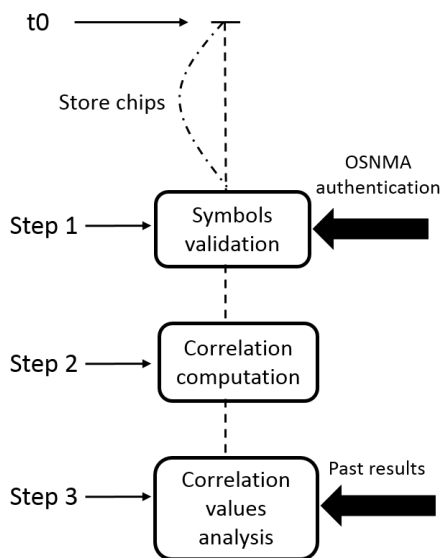 t0
Store chips
OSNMA
authentication
Step 1
Symbols
validation
Step 2
Correlation
computation
Past results
Step 3
Correlation
values
analysis